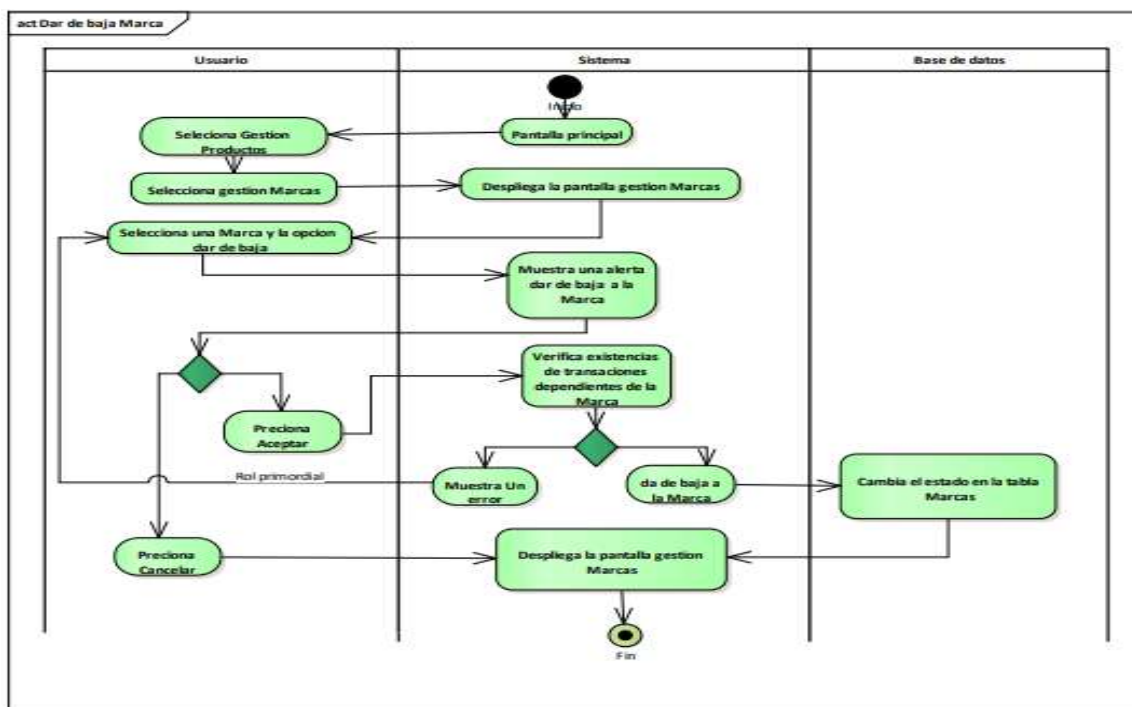 act Dar de baja Marca
Usuario
Sistema
Base de datos
Inicio
Pantalla principal
Seleciona Gestion
Productos
Selecciona gestion Marcas
Despliega la pantalla gestion Marcas
Selecciona una Marca y la opcion
dar de baja
Muestra una alerta
dar de baja a la
Marca
Verifica existencias
de transaciones
dependientes de la
Marca
Preciona
Aceptar
Rol primordial
Muestra Un
error
da de baja a
la Marca
Cambia el estado en la tabla
Marcas
Preciona
Cancelar
Despliega la pantalla gestion
Marcas
Fin